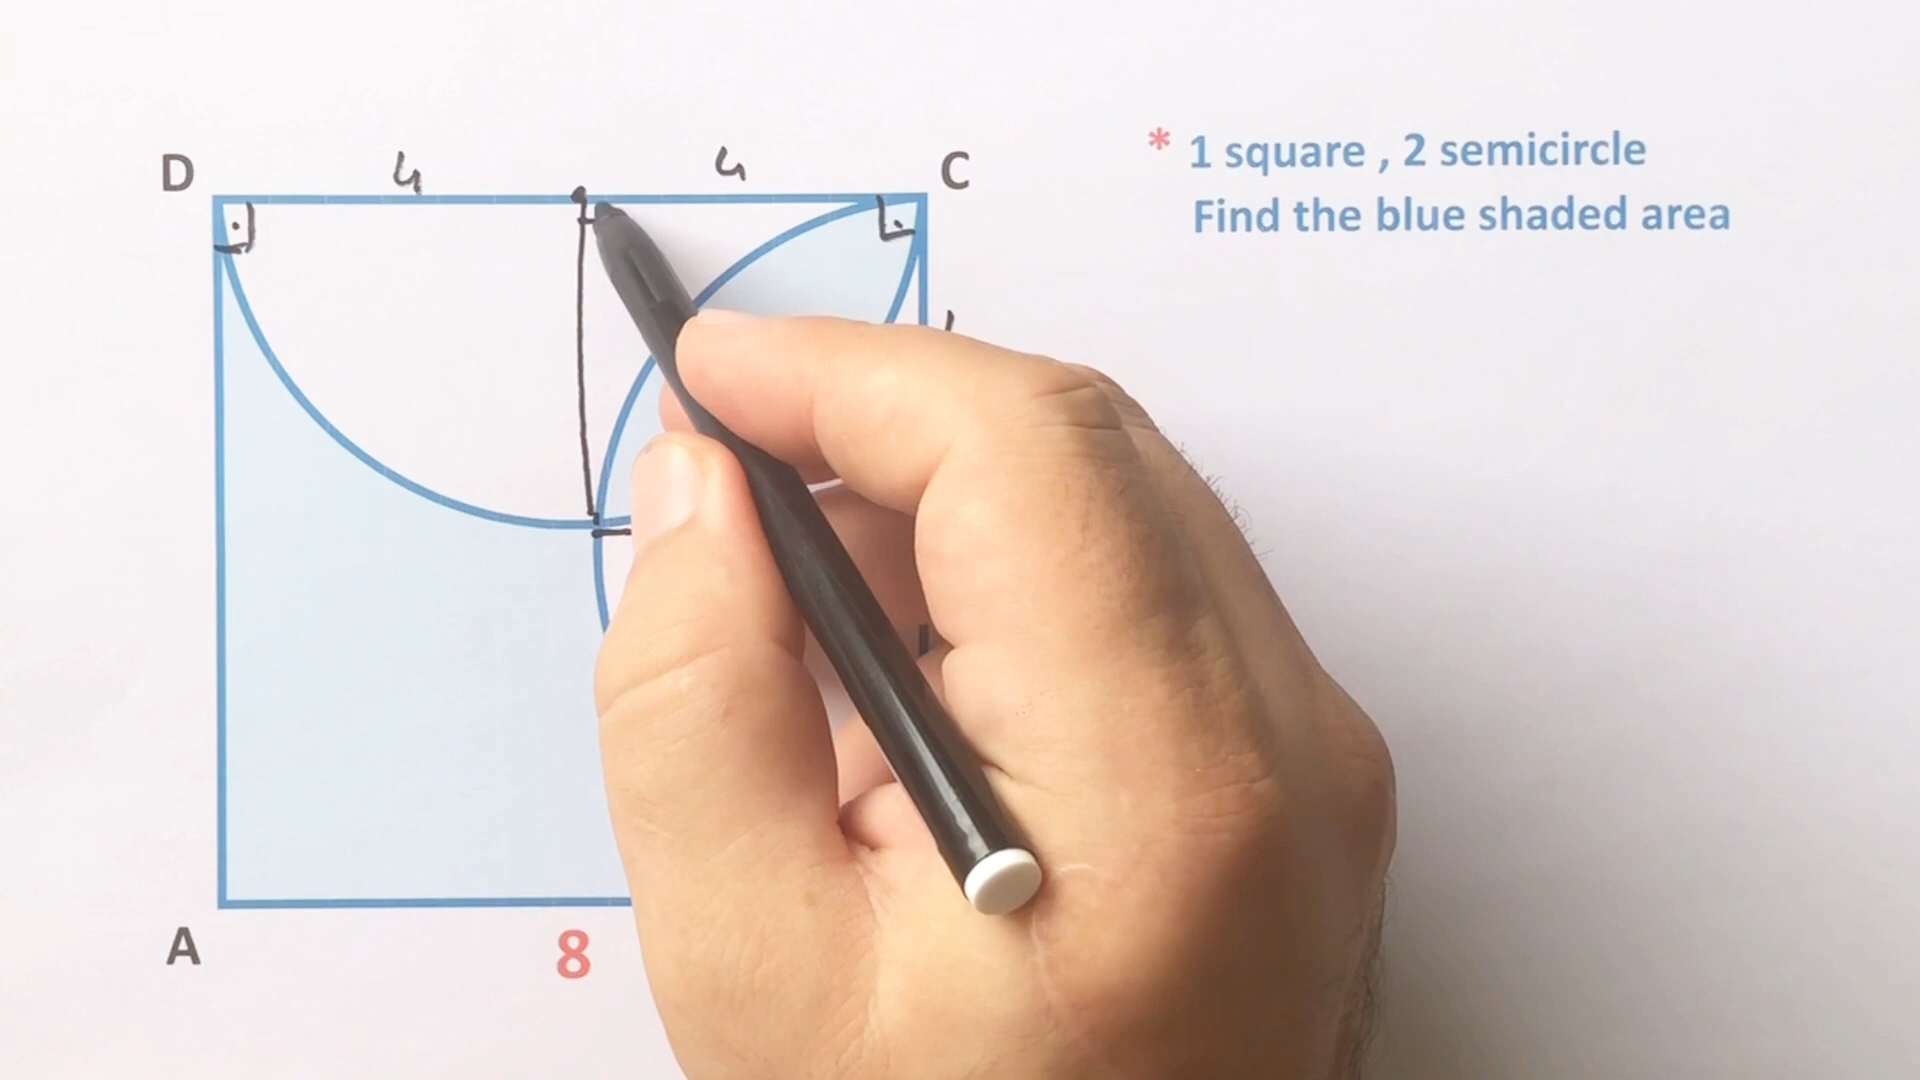 * 1 square , 2 semicircle
Find the blue shaded area
D 4 4 C
A 8